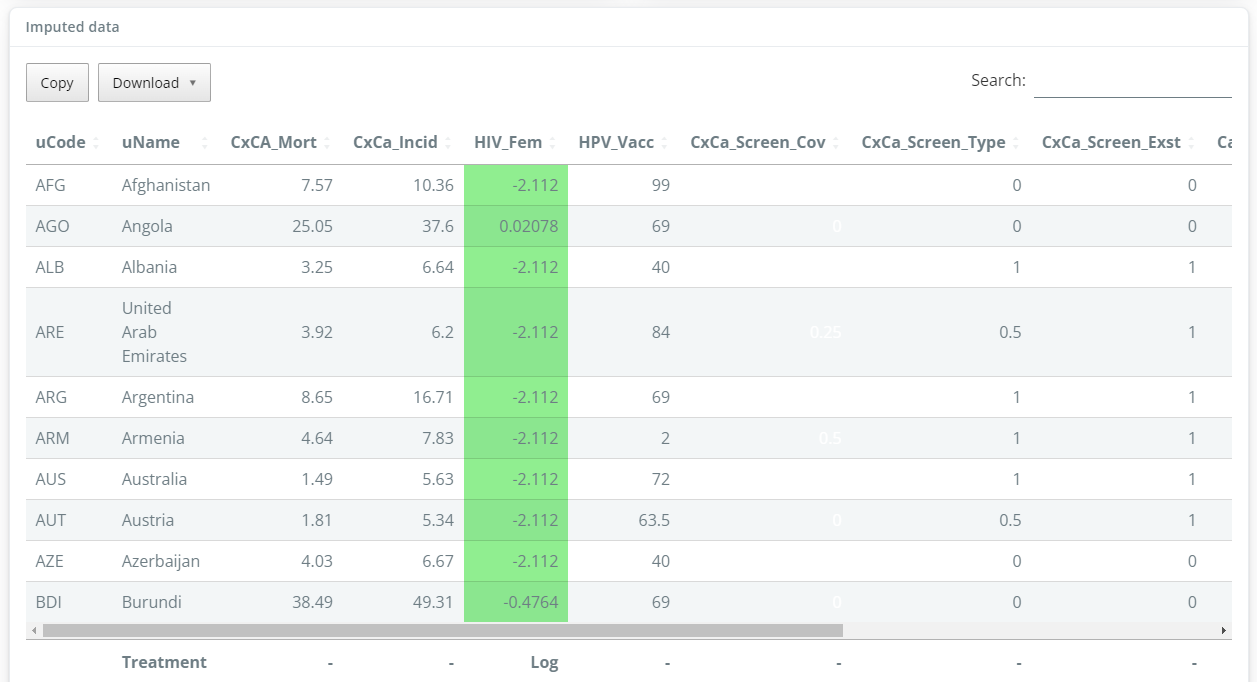 Imputed data
Copy Download ▼ Search:
uCode uName CxCA_Mort CxCa_Incid HIV_Fem HPV_Vacc CxCa_Screen_Cov CxCa_Screen_Type CxCa_Screen_Exst Ca
AFG Afghanistan 7.57 10.36 -2.112 99 0 0
AGO Angola 25.05 37.6 0.02078 69 0 0 0
ALB Albania 3.25 6.64 -2.112 40 1 1
ARE United Arab Emirates 3.92 6.2 -2.112 84 0.25 0.5 1
ARG Argentina 8.65 16.71 -2.112 69 1 1
ARM Armenia 4.64 7.83 -2.112 2 0.5 1 1
AUS Australia 1.49 5.63 -2.112 72 1 1
AUT Austria 1.81 5.34 -2.112 63.5 0 0.5 1
AZE Azerbaijan 4.03 6.67 -2.112 40 0 0
BDI Burundi 38.49 49.31 -0.4764 69 0 0 0
Treatment - - Log - - - -